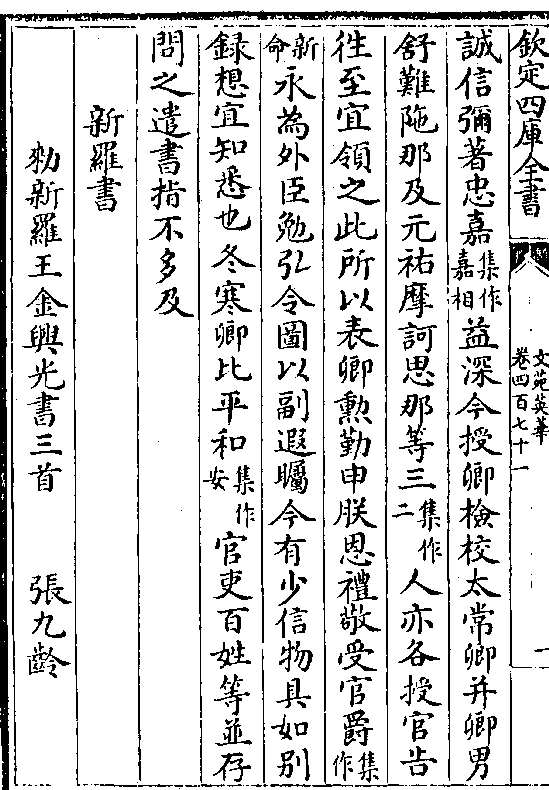 欽定四庫全書
文苑英華
卷四百七十一
一
誠信彌著忠嘉集作嘉相益深今授卿檢校太常卿并卿男
舒難陁那及元祐摩訶思那等三集作二人亦各授官告
徃至宜領之此所以表卿勲勤申朕恩禮敬受官爵集作
新命永為外臣勉弘令圖以副遐矚今有少信物具如别
録想宜知悉也冬寒卿比平和集作安官吏百姓等並存
問之遣書指不多及
新羅書
勑新羅王金興光書三首　張九齡